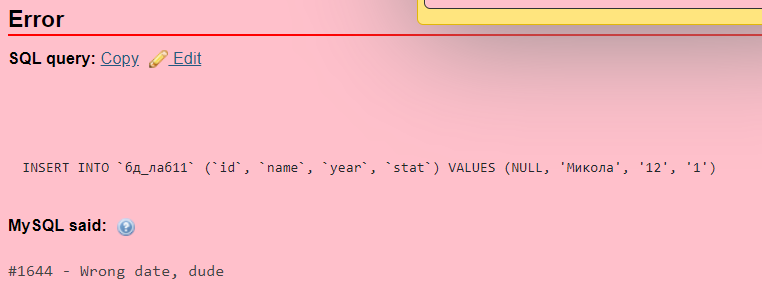 Error
SQL query: Copy Edit
INSERT INTO `бд_лаб11` (`id`, `name`, `year`, `stat`) VALUES (NULL, 'Микола', '12', '1')
MySQL said:
#1644 - Wrong date, dude